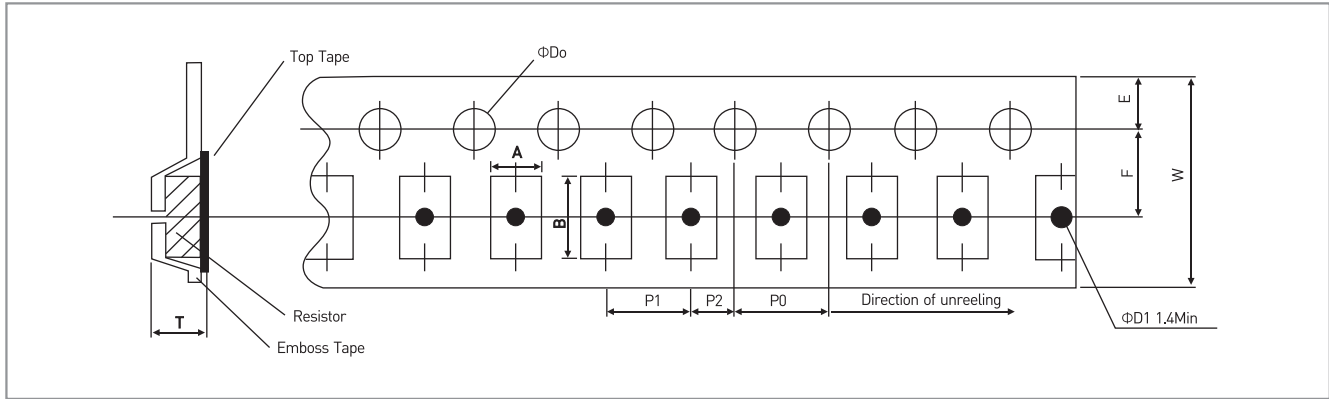 Top Tape
ΦDo
A
B
E
F
W
T
Resistor
Emboss Tape
P1
P2
P0
Direction of unreeling
ΦD1 1.4Min